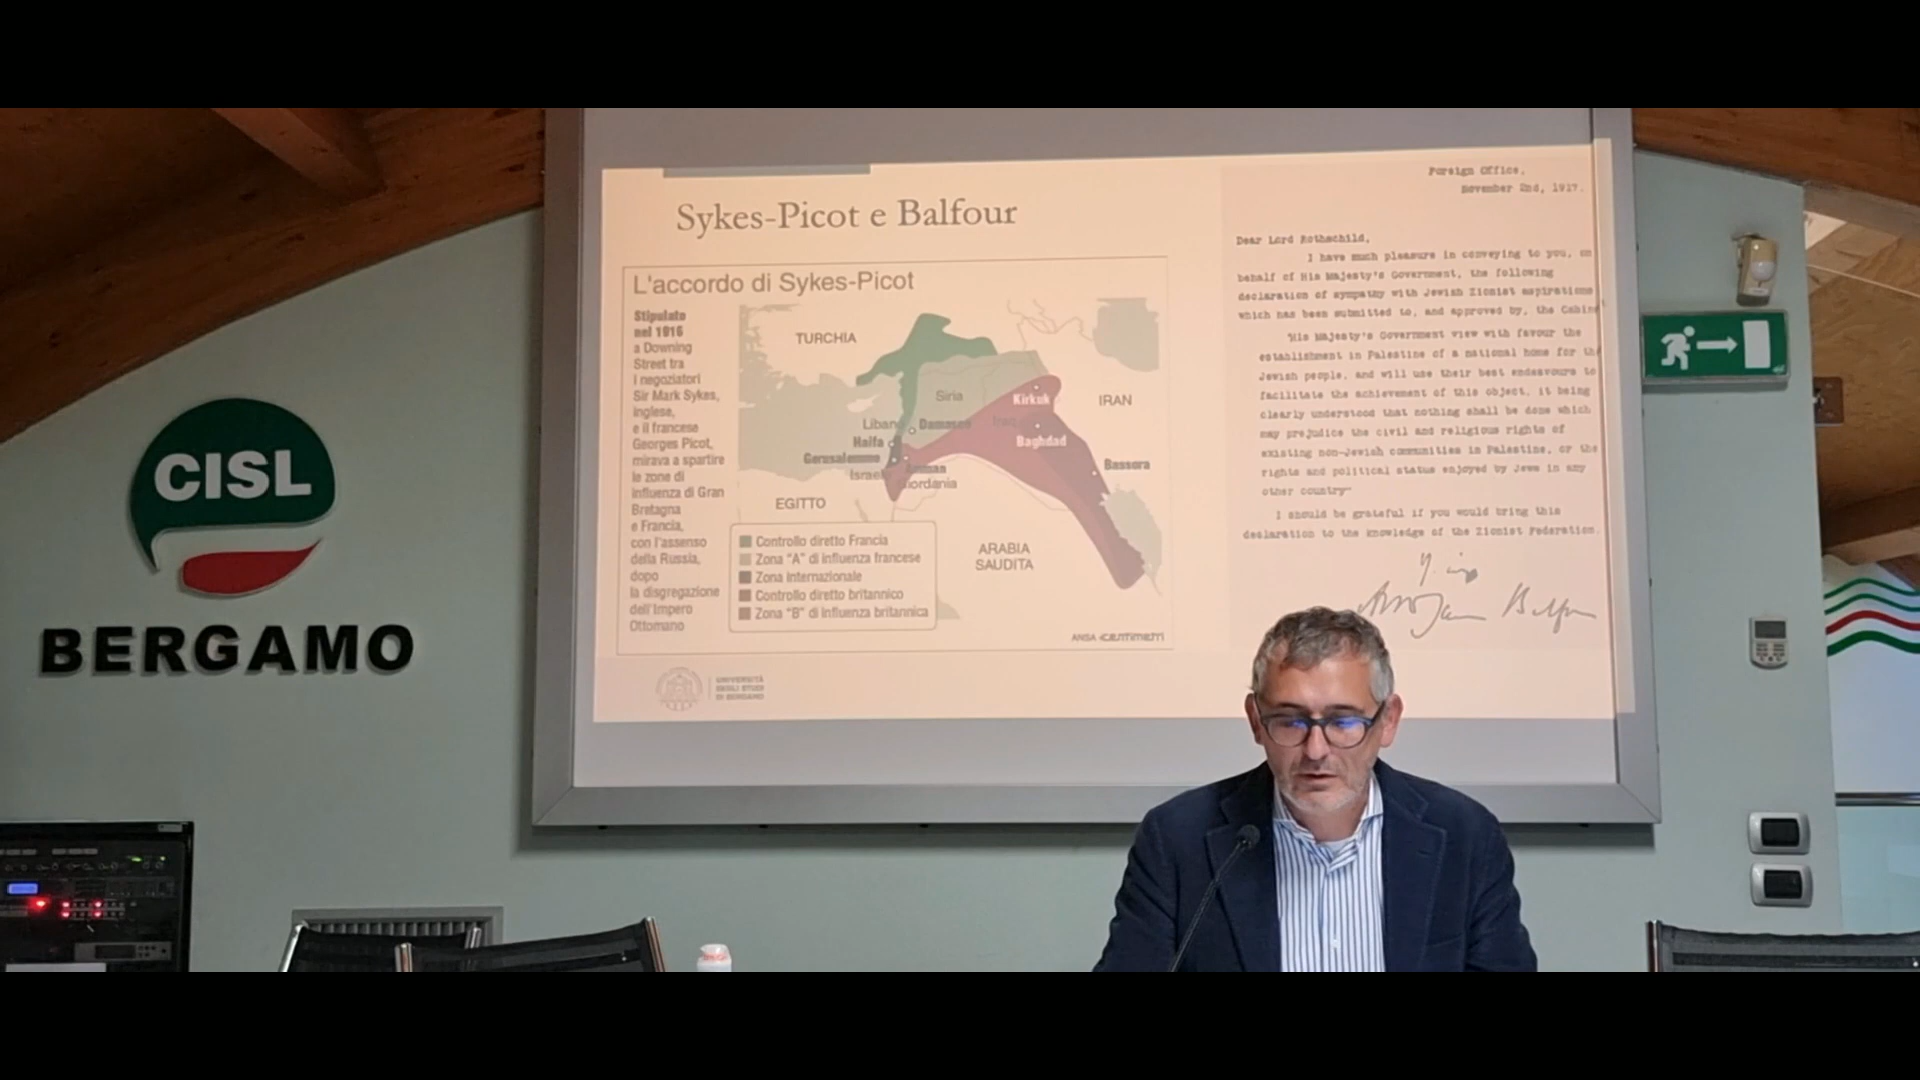 CISL
BERGAMO
Sykes-Picot e Balfour
L'accordo di Sykes-Picot
Stipulato
nel 1916
a Downing
Street tra
i negoziatori
Sir Mark Sykes,
inglese,
e il francese
Georges Picot,
mirava a spartire
le zone di
influenza di Gran
Bretagna
e Francia,
con l'assenso
della Russia,
dopo
la disgregazione
dell'Impero
Ottomano
TURCHIA
Siria
Kirkuk
IRAN
Libano
Damasco
Iraq
Haifa
Baghdad
Gerusalemme
Amman
Bassora
Israele
Giordania
EGITTO
ARABIA
SAUDITA
Controllo diretto Francia
Zona "A" di influenza francese
Zona Internazionale
Controllo diretto britannico
Zona "B" di influenza britannica
ANSA centimetri
UNIVERSITÀ
DEGLI STUDI
DI BERGAMO
Foreign Office,
November 2nd, 1917.
Dear Lord Rothschild,
I have much pleasure in conveying to you, on
behalf of His Majesty's Government, the following
declaration of sympathy with Jewish Zionist aspirations
which has been submitted to, and approved by, the Cabin
"His Majesty's Government view with favour the
establishment in Palestine of a national home for the
Jewish people, and will use their best endeavours to
facilitate the achievement of this object, it being
clearly understood that nothing shall be done which
may prejudice the civil and religious rights of
existing non-Jewish communities in Palestine, or the
rights and political status enjoyed by Jews in any
other country"
I should be grateful if you would bring this
declaration to the knowledge of the Zionist Federation.